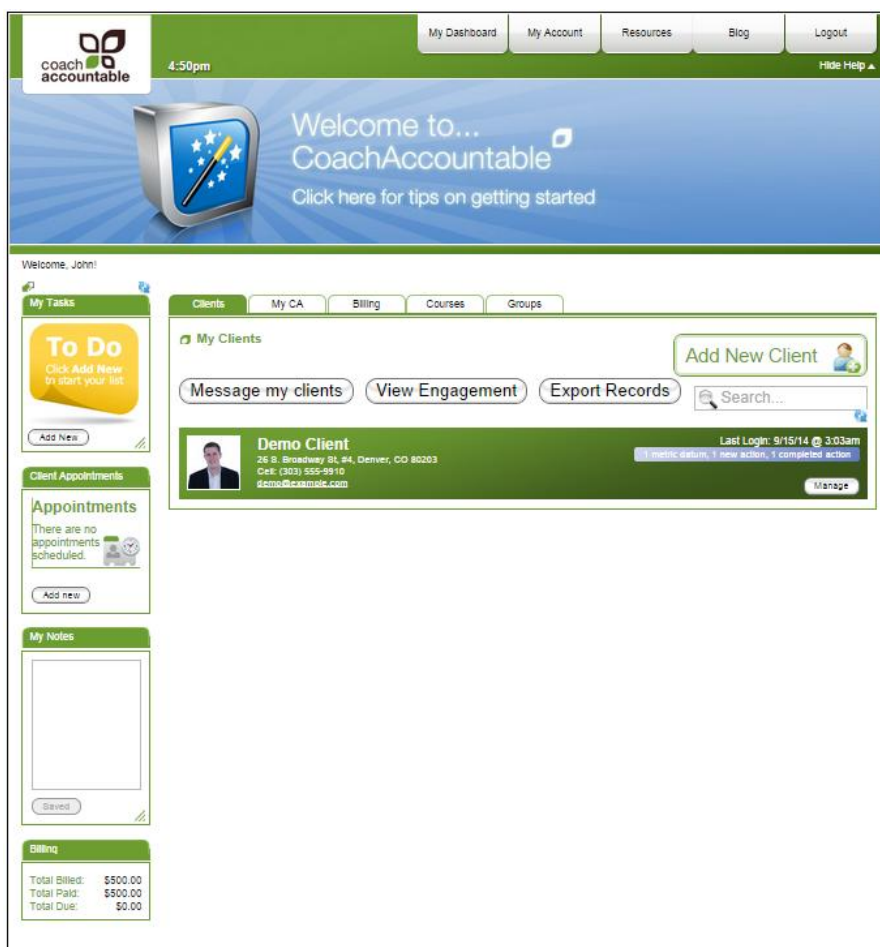 My Dashboard
My Account
Resources
Blog
Logout
coach
accountable
4:50pm
Hide Help
Welcome to...
CoachAccountable
Click here for tips on getting started
Welcome, John!
My Tasks
To Do
Click Add New
to start your list
Add New
Client Appointments
Appointments
There are no
appointments
scheduled.
Add new
My Notes
Saved
Billing
Total Billed: $500.00
Total Paid: $500.00
Total Due: $0.00
Clients
My CA
Billing
Courses
Groups
My Clients
Add New Client
Message my clients
View Engagement
Export Records
Search...
Demo Client
26 S. Broadway St, #4, Denver, CO 80203
Cell: (303) 555-9910
demo@example.com
Last Login: 9/15/14 @ 3:03am
1 metric datum, 1 new action, 1 completed action
Manage